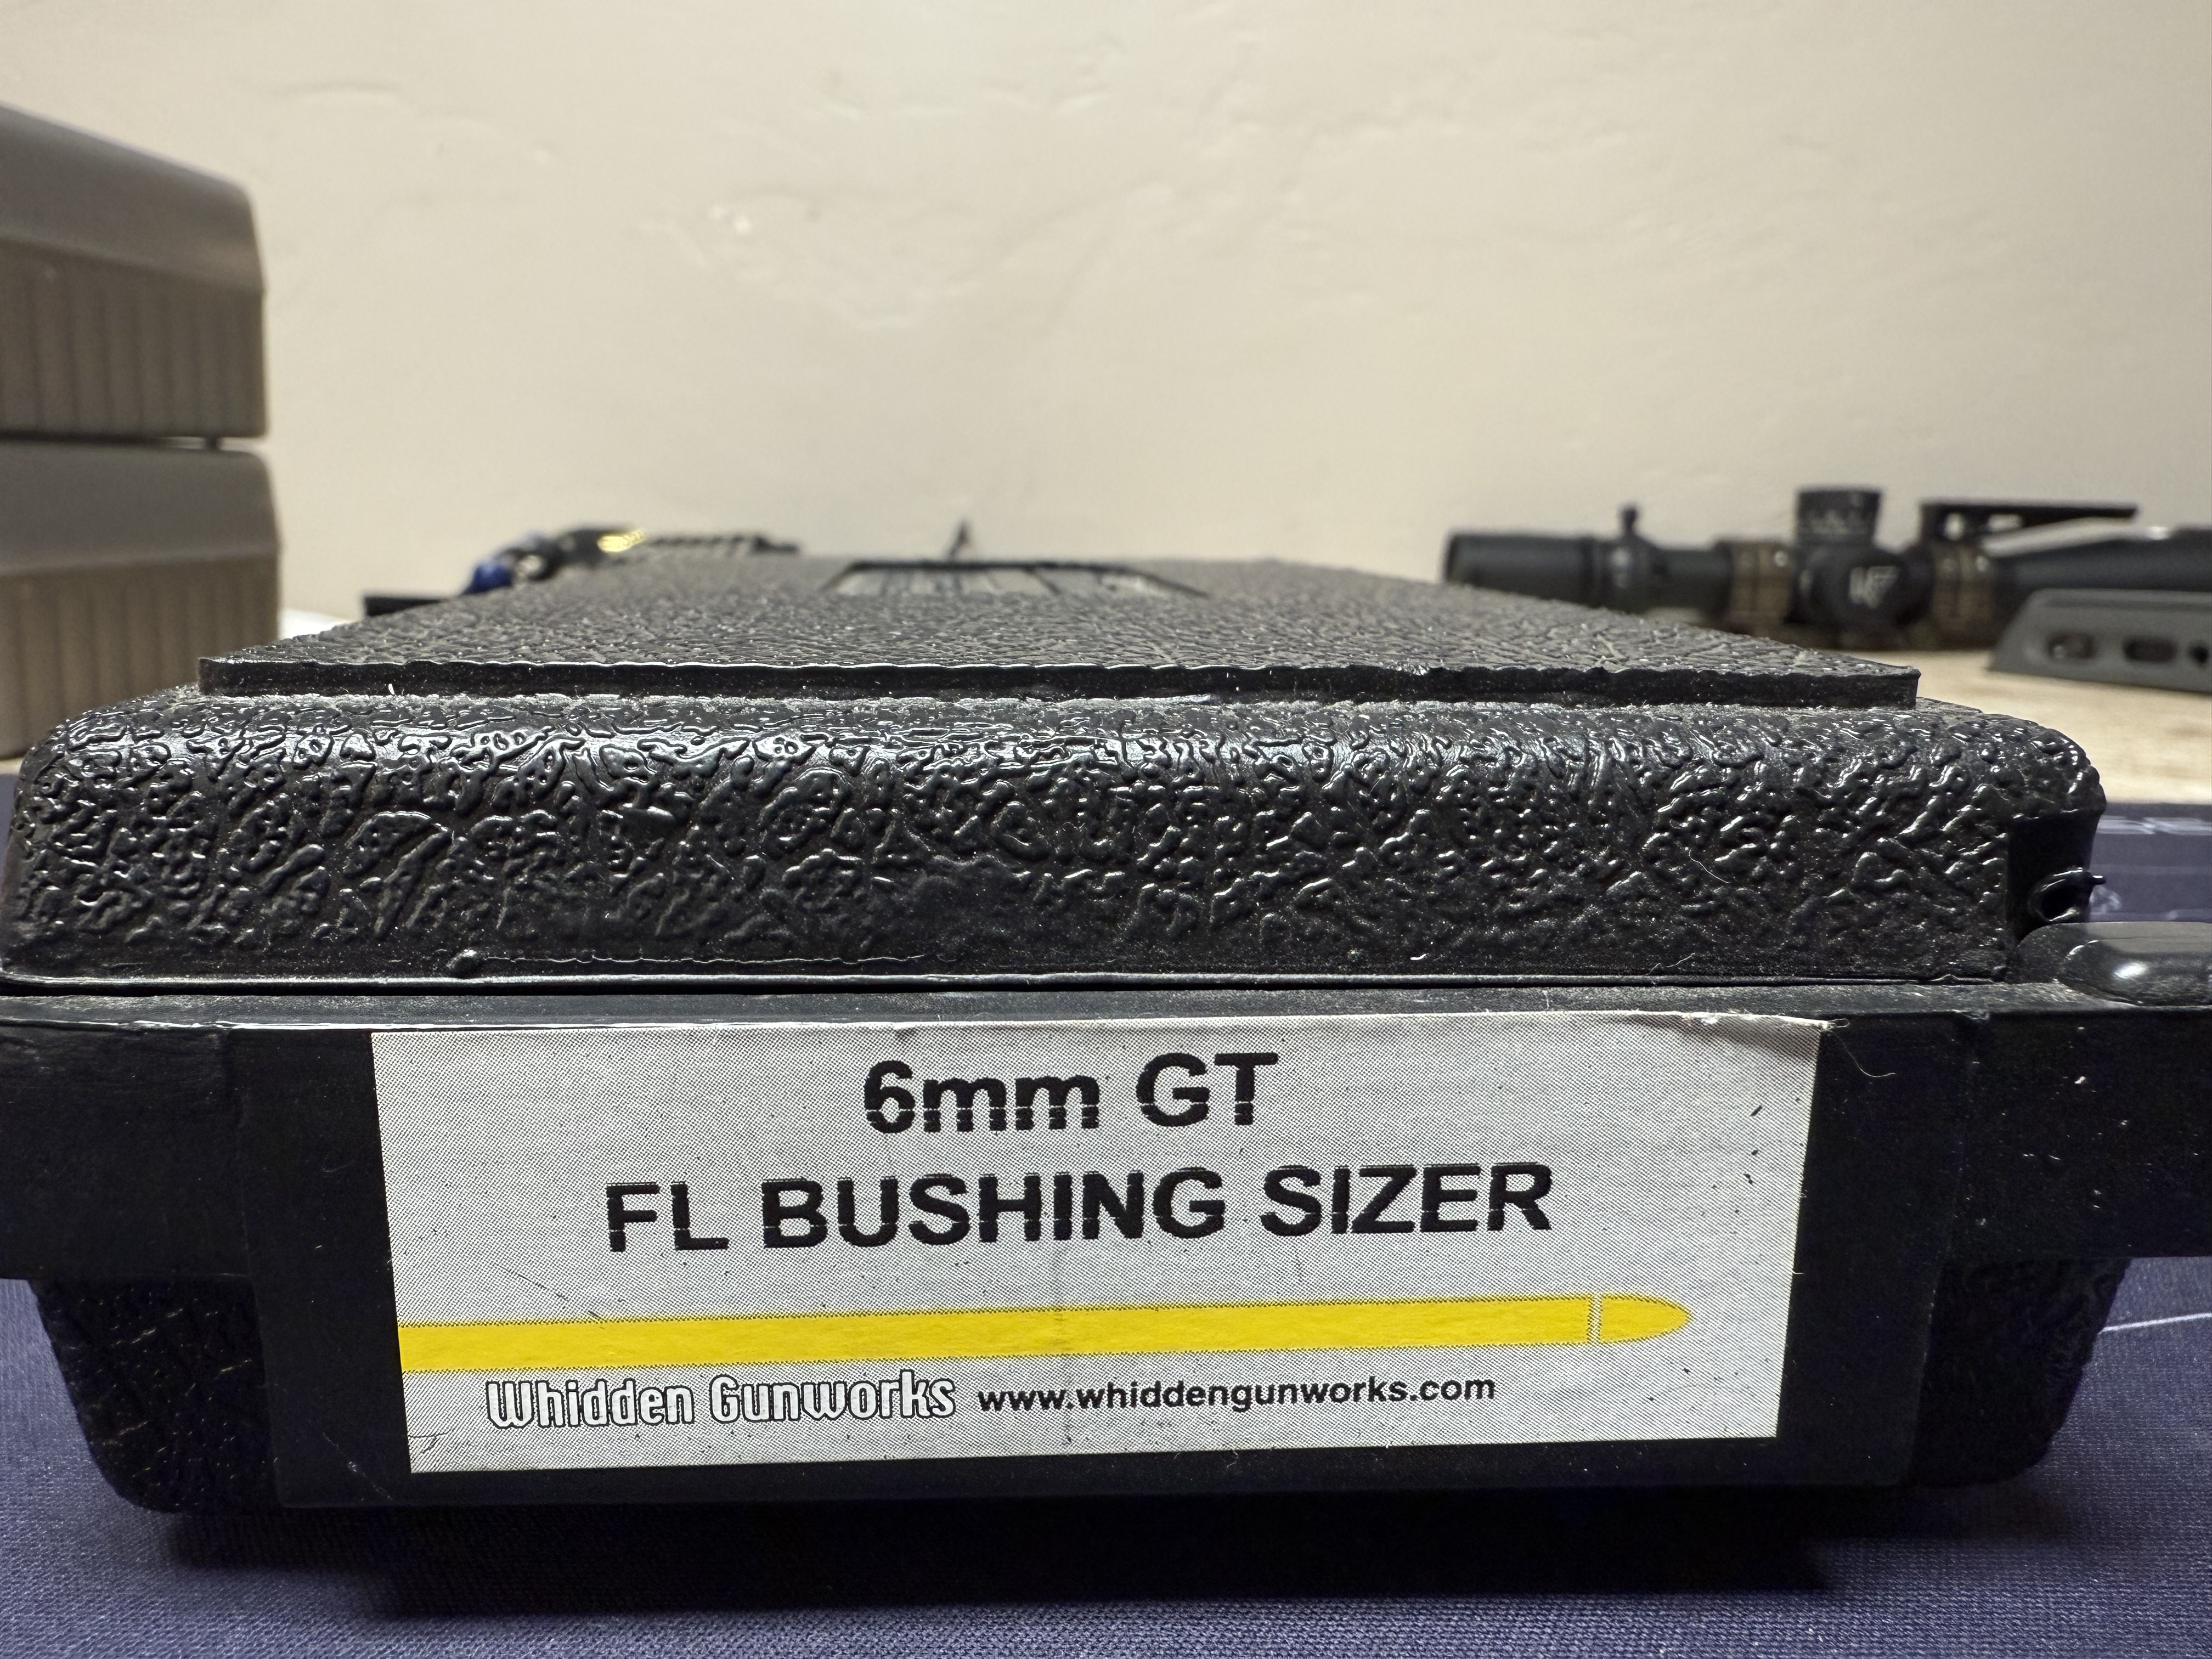 6mm GT
FL BUSHING SIZER
Whidden Gunworks www.whiddengunworks.com